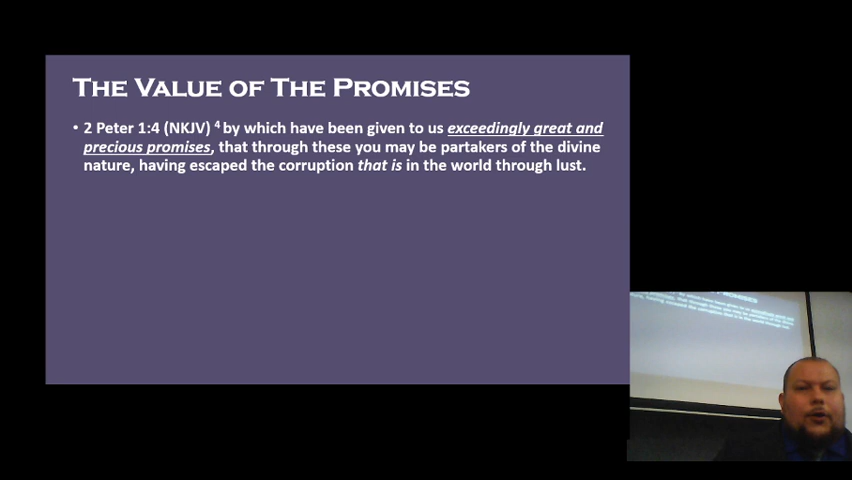 THE VALUE OF THE PROMISES
• 2 Peter 1:4 (NKJV) ⁴ by which have been given to us exceedingly great and
precious promises, that through these you may be partakers of the divine
nature, having escaped the corruption that is in the world through lust.